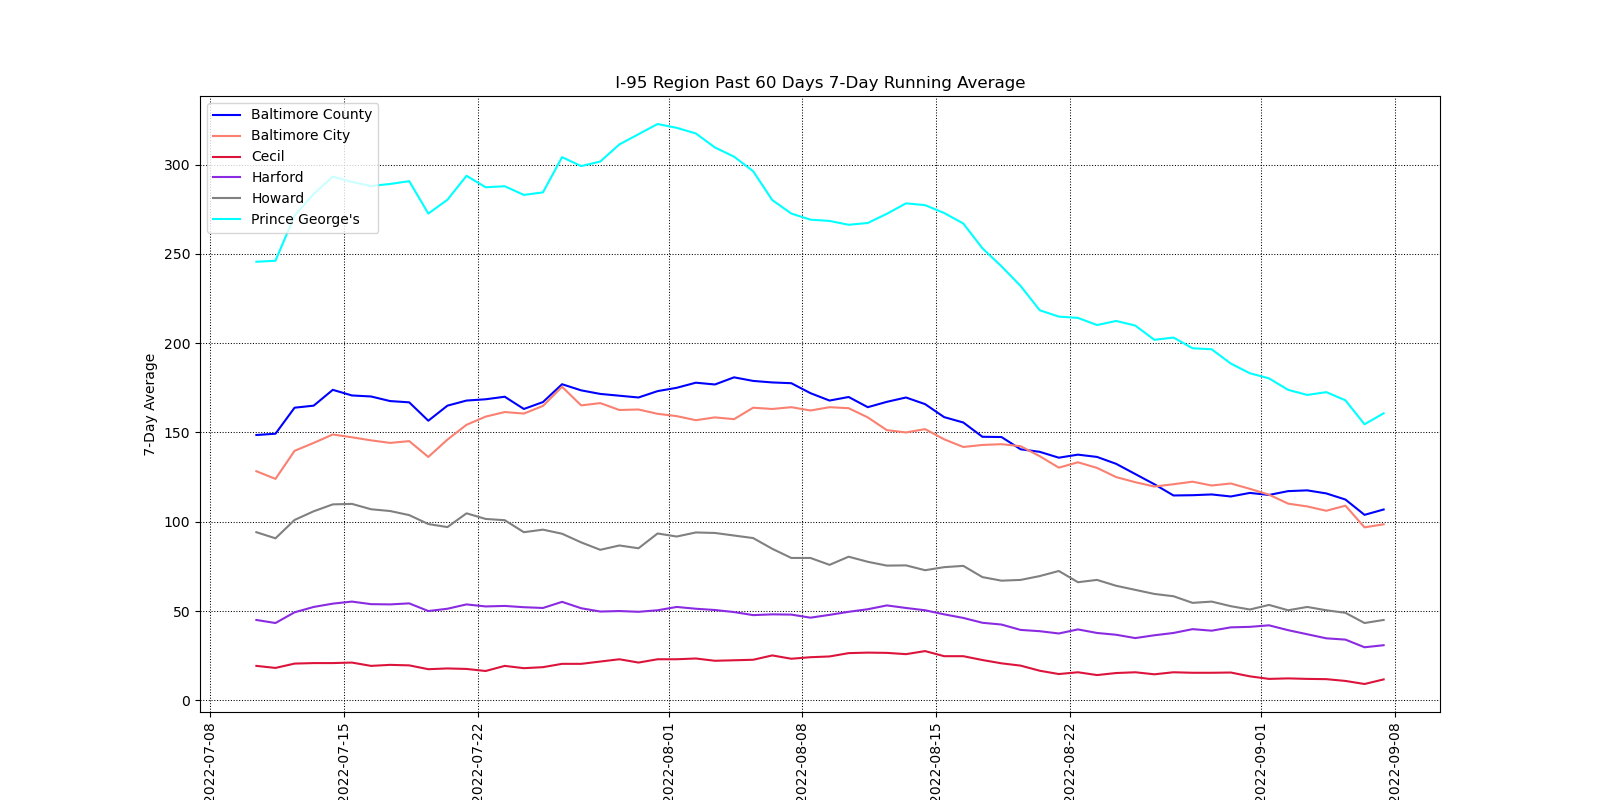 I-95 Region Past 60 Days 7-Day Running Average
Baltimore County
Baltimore City
Cecil
Harford
Howard
Prince George's
7-Day Average
300
250
200
150
100
50
0
2022-07-08
2022-07-15
2022-07-22
2022-08-01
2022-08-08
2022-08-15
2022-08-22
2022-09-01
2022-09-08